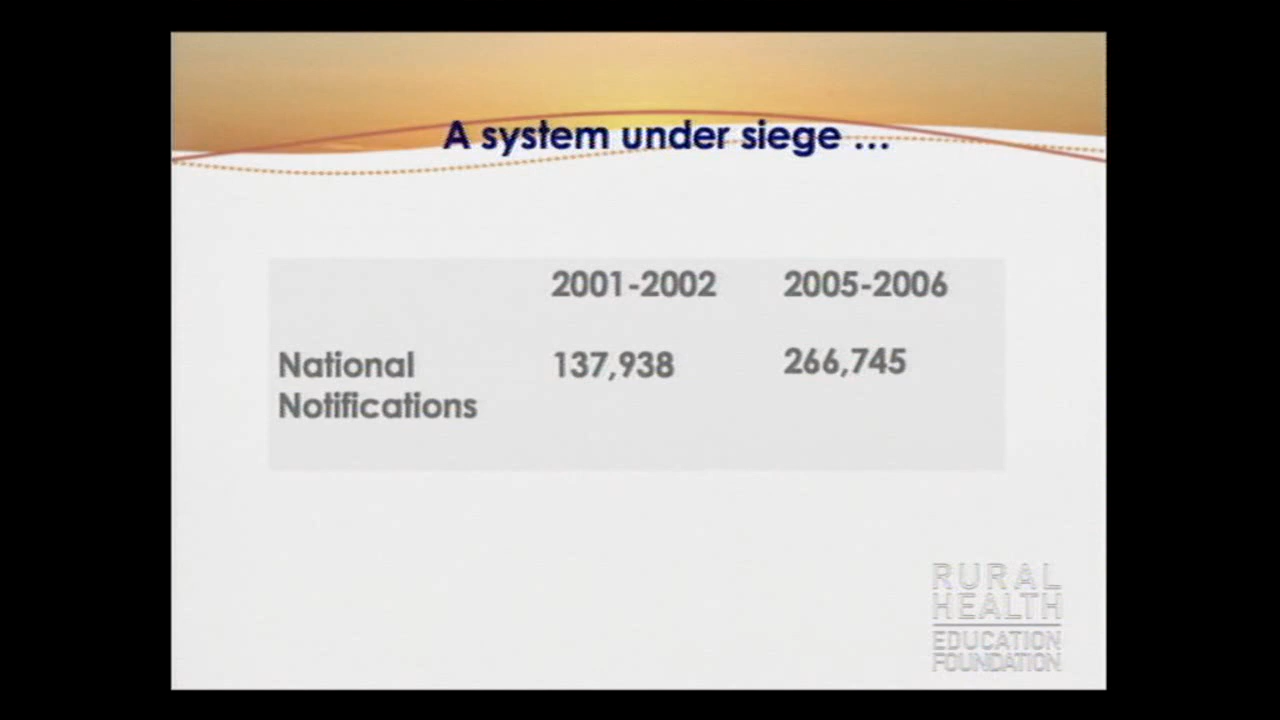 A system under siege ...
2001-2002 2005-2006
National 137,938 266,745
Notifications
RURAL
HEALTH
EDUCATION
FOUNDATION